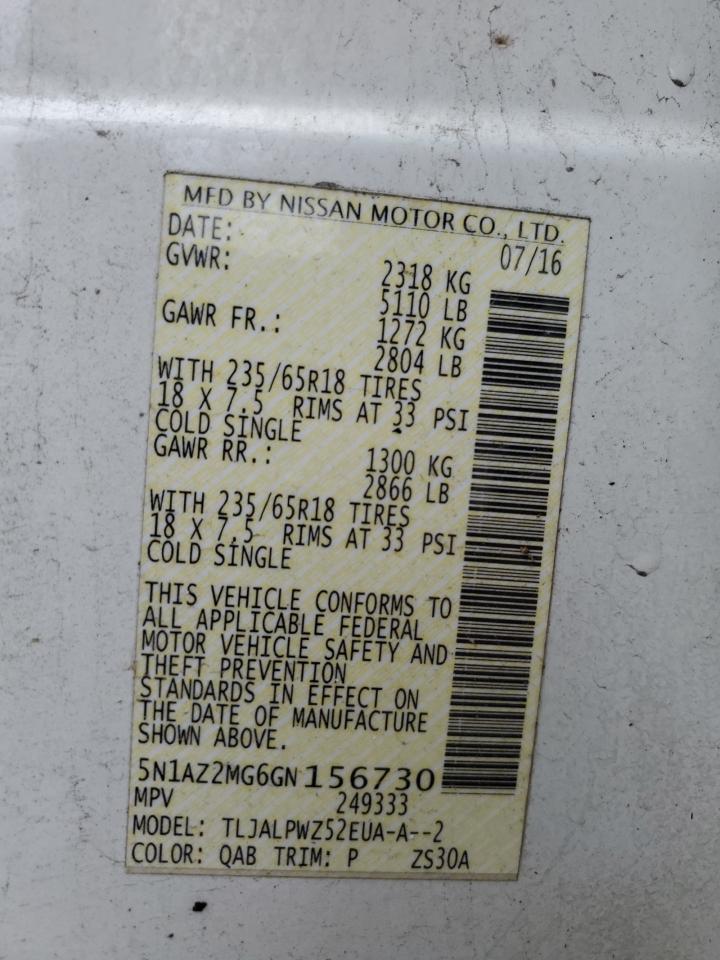 MFD BY NISSAN MOTOR CO., LTD.
DATE: 07/16
GVWR: 2318 KG
5110 LB
GAWR FR.: 1272 KG
2804 LB
WITH 235/65R18 TIRES
18 X 7.5 RIMS AT 33 PSI
COLD SINGLE
GAWR RR.: 1300 KG
2866 LB
WITH 235/65R18 TIRES
18 X 7.5 RIMS AT 33 PSI
COLD SINGLE
THIS VEHICLE CONFORMS TO
ALL APPLICABLE FEDERAL
MOTOR VEHICLE SAFETY AND
THEFT PREVENTION
STANDARDS IN EFFECT ON
THE DATE OF MANUFACTURE
SHOWN ABOVE.
5N1AZ2MG6GN156730
MPV 249333
MODEL: TLJALPWZ52EUA-A--2
COLOR: QAB TRIM: P ZS30A